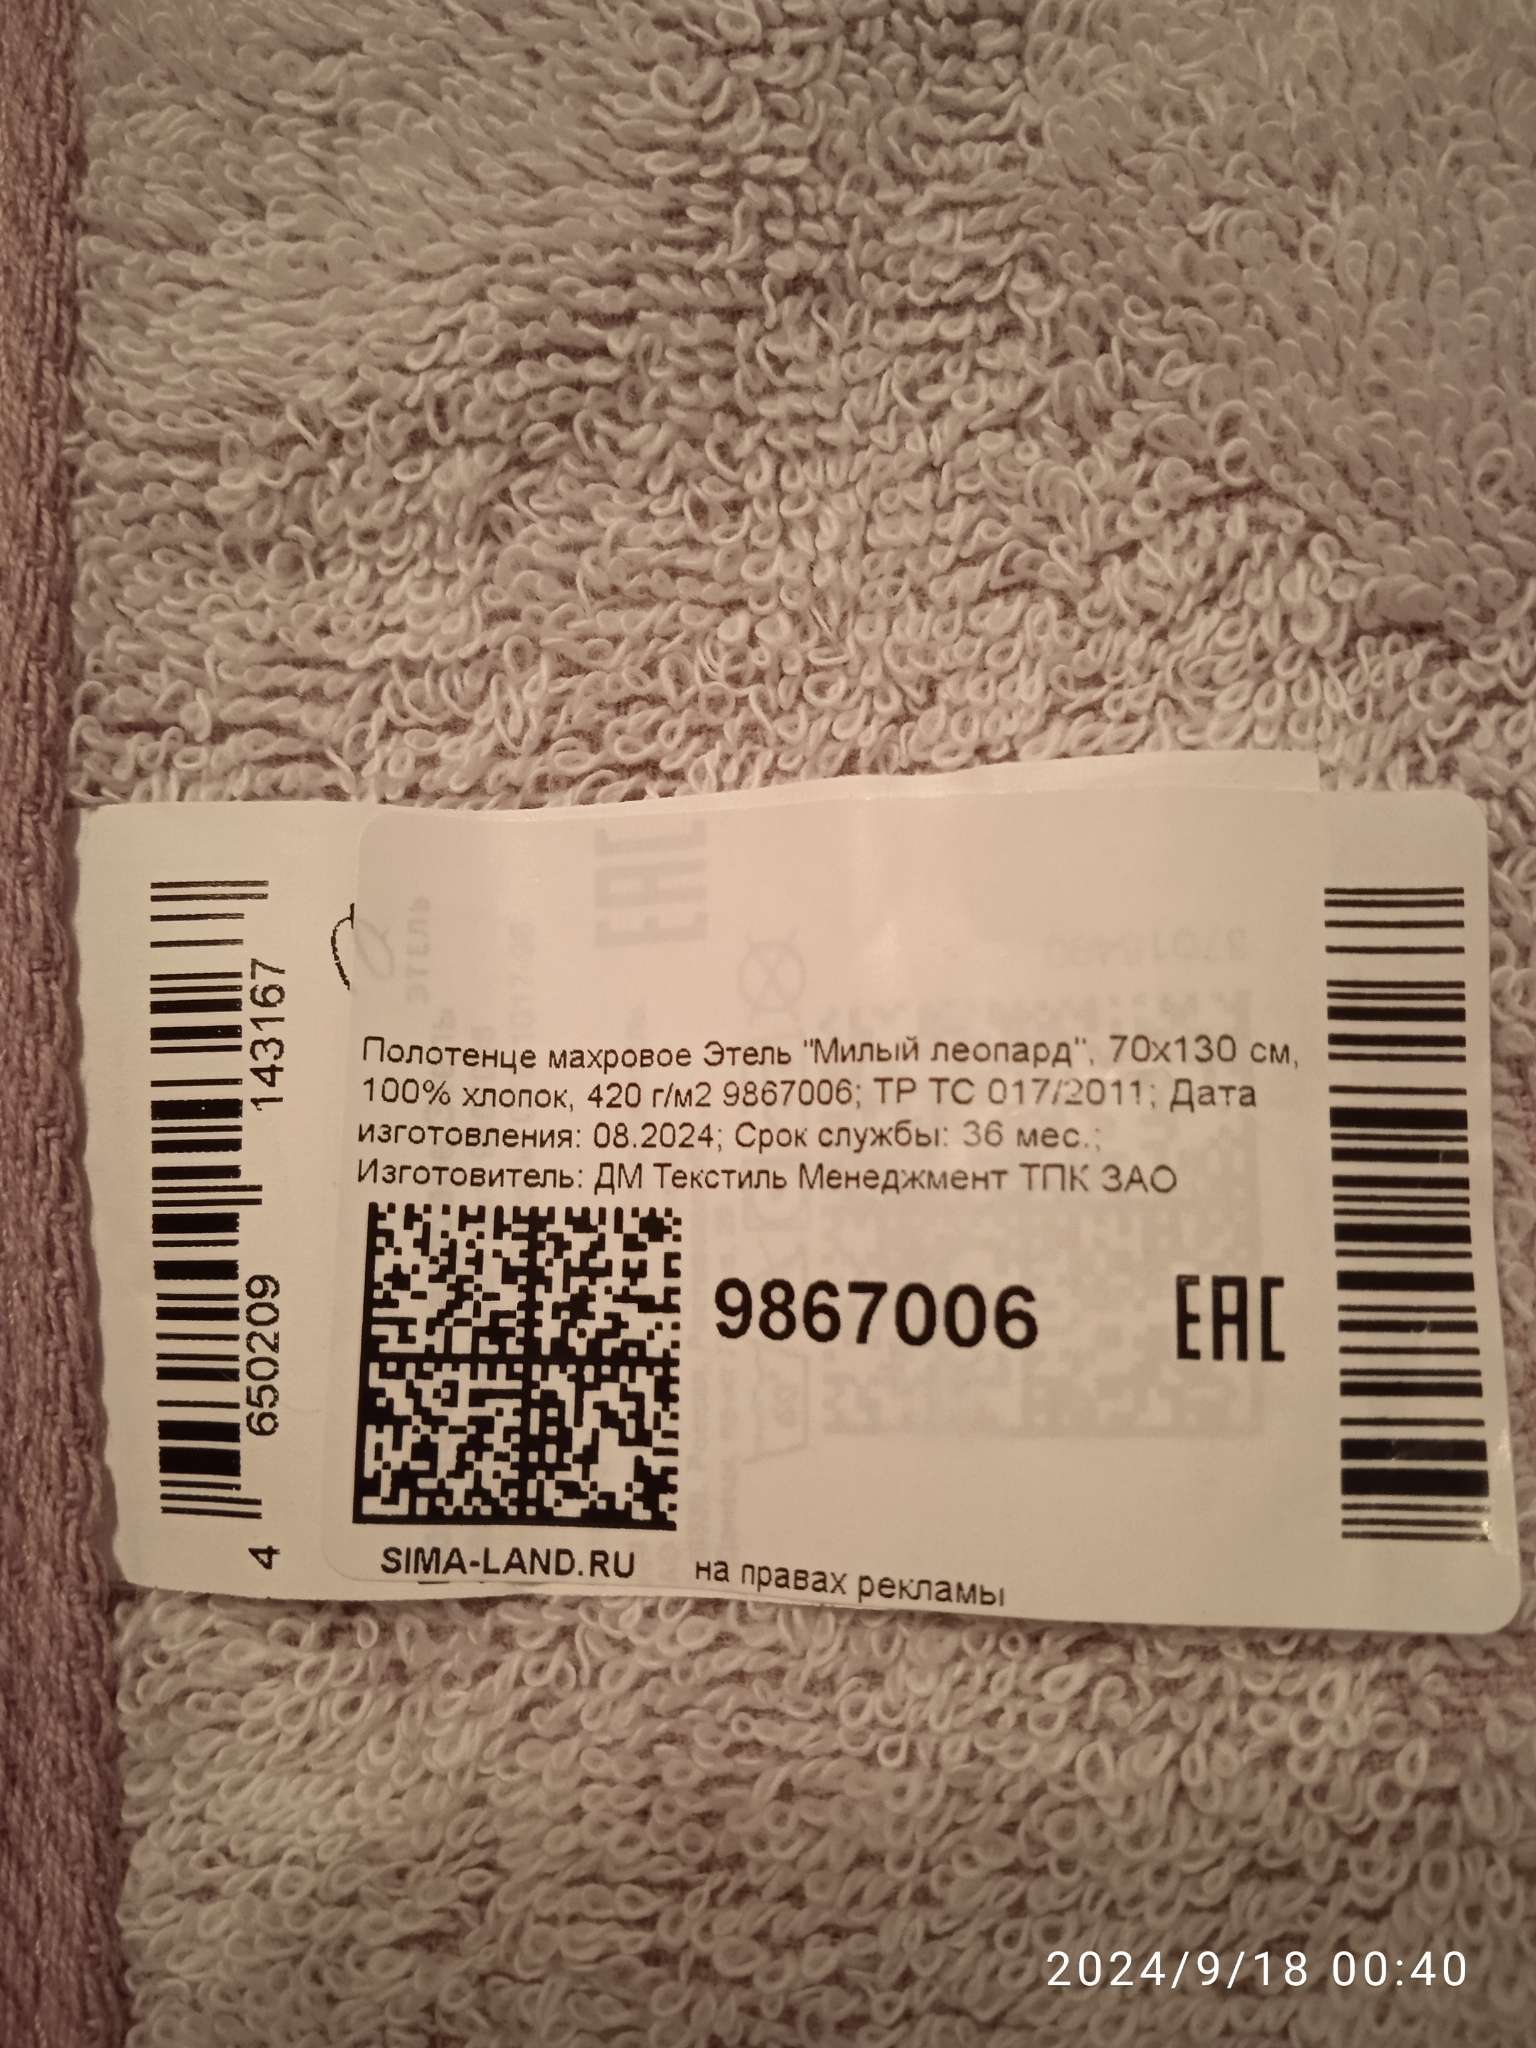 4 650209 143167
Полотенце махровое Этель "Милый леопард", 70х130 см,
100% хлопок, 420 г/м2 9867006; ТР ТС 017/2011; Дата
изготовления: 08.2024; Срок службы: 36 мес.;
Изготовитель: ДМ Текстиль Менеджмент ТПК ЗАО
9867006
EAC
SIMA-LAND.RU на правах рекламы
2024/9/18 00:40